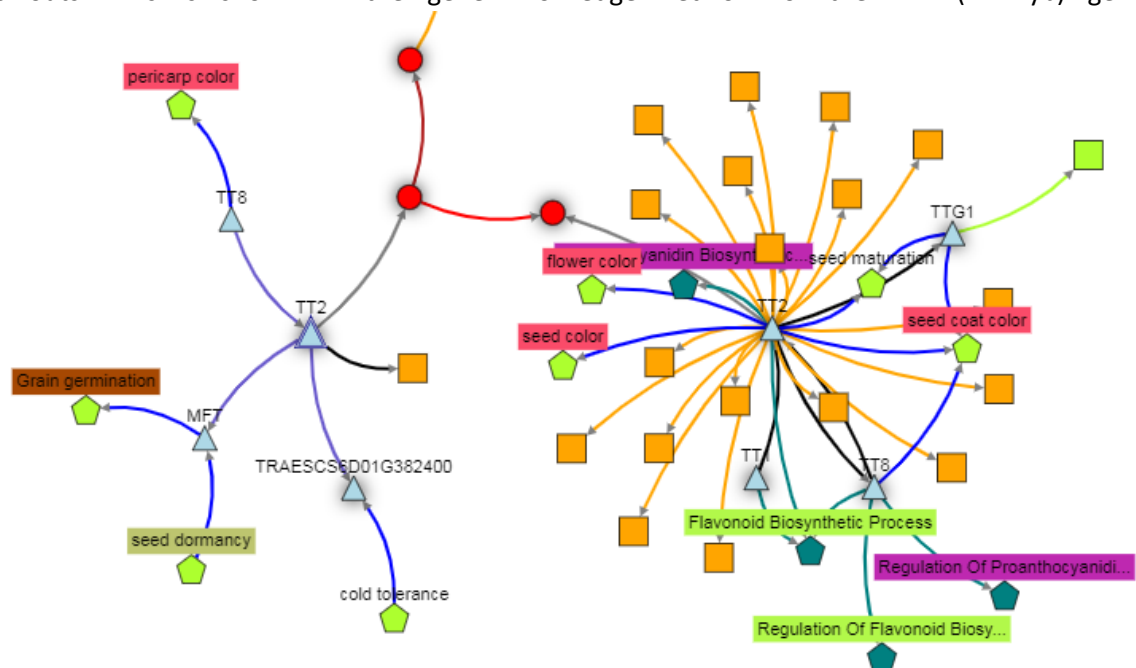 pericarp color
TT8
TTG1
seed maturation
flower color
TT2
TT2
seed coat color
seed color
Grain germination
MFT
TRAESCS6D01G382400
TT8
Flavonoid Biosynthetic Process
seed dormancy
Regulation Of Proanthocyanidi...
cold tolerance
Regulation Of Flavonoid Biosy...